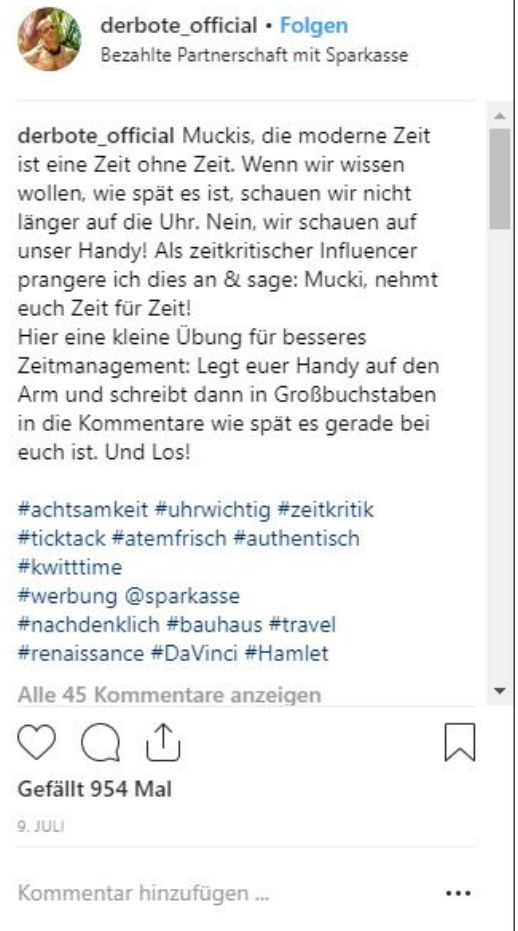 derbote_official • Folgen
Bezahlte Partnerschaft mit Sparkasse
derbote_official Muckis, die moderne Zeit
ist eine Zeit ohne Zeit. Wenn wir wissen
wollen, wie spät es ist, schauen wir nicht
länger auf die Uhr. Nein, wir schauen auf
unser Handy! Als zeitkritischer Influencer
prangere ich dies an & sage: Mucki, nehmt
euch Zeit für Zeit!
Hier eine kleine Übung für besseres
Zeitmanagement: Legt euer Handy auf den
Arm und schreibt dann in Großbuchstaben
in die Kommentare wie spät es gerade bei
euch ist. Und Los!
#achtsamkeit #uhrwichtig #zeitkritik
#ticktack #atemfrisch #authentisch
#kwitttime
#werbung @sparkasse
#nachdenklich #bauhaus #travel
#renaissance #DaVinci #Hamlet
Alle 45 Kommentare anzeigen
Gefällt 954 Mal
9. JULI
Kommentar hinzufügen ...